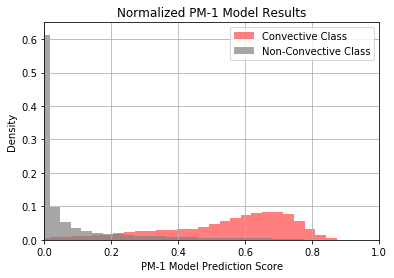 Normalized PM-1 Model Results
Convective Class
Non-Convective Class
Density
0.6
0.5
0.4
0.3
0.2
0.1
0.0
0.0 0.2 0.4 0.6 0.8 1.0
PM-1 Model Prediction Score